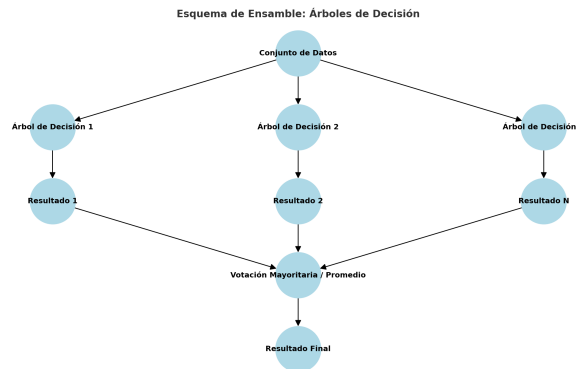 Esquema de Ensamble: Árboles de Decisión
Conjunto de Datos
Árbol de Decisión 1
Árbol de Decisión 2
Árbol de Decisión
Resultado 1
Resultado 2
Resultado N
Votación Mayoritaria / Promedio
Resultado Final